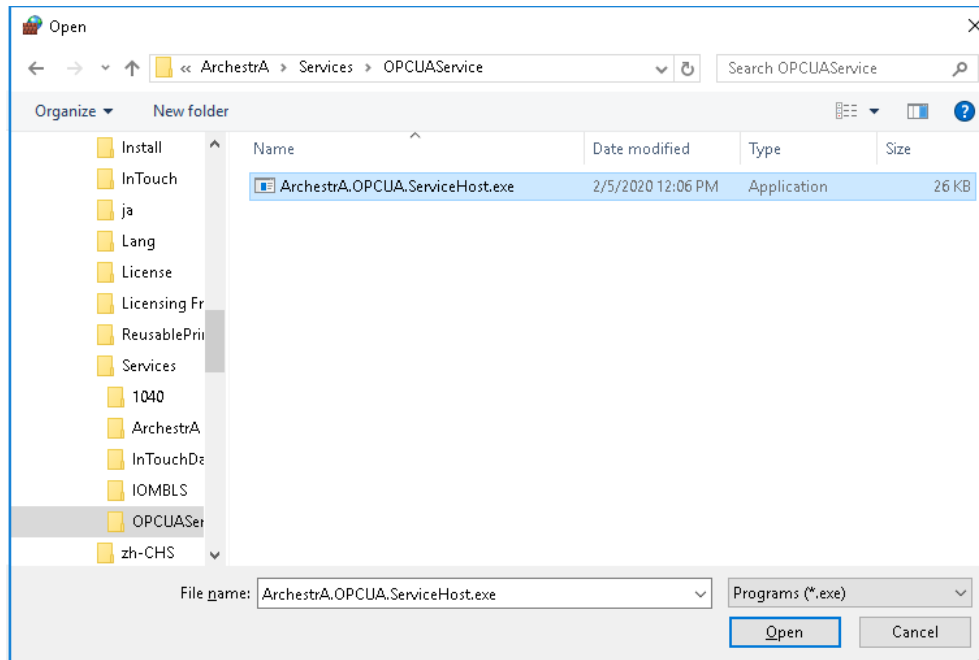 Open
« ArchestrA > Services > OPCUAService
Search OPCUAService
Organize
New folder
Name
Date modified
Type
Size
Install
InTouch
ja
Lang
License
Licensing Fr
ReusablePri
Services
1040
ArchestrA
InTouchDa
IOMBLS
OPCUASer
zh-CHS
ArchestrA.OPCUA.ServiceHost.exe 2/5/2020 12:06 PM Application 26 KB
File name: ArchestrA.OPCUA.ServiceHost.exe
Programs (*.exe)
Open
Cancel